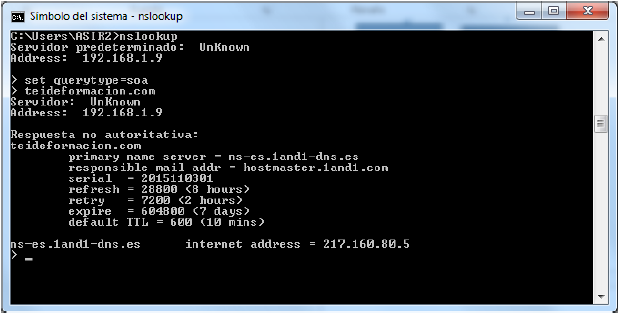 Símbolo del sistema - nslookup
C:\Users\ASIR2>nslookup
Servidor predeterminado:  UnKnown
Address:  192.168.1.9
> set querytype=soa
> teideformacion.com
Servidor:  UnKnown
Address:  192.168.1.9
Respuesta no autoritativa:
teideformacion.com
primary name server = ns-es.1and1-dns.es
responsible mail addr = hostmaster.1and1.com
serial  = 2015110301
refresh = 28800 (8 hours)
retry   = 7200 (2 hours)
expire  = 604800 (7 days)
default TTL = 600 (10 mins)
ns-es.1and1-dns.es      internet address = 217.160.80.5
> _